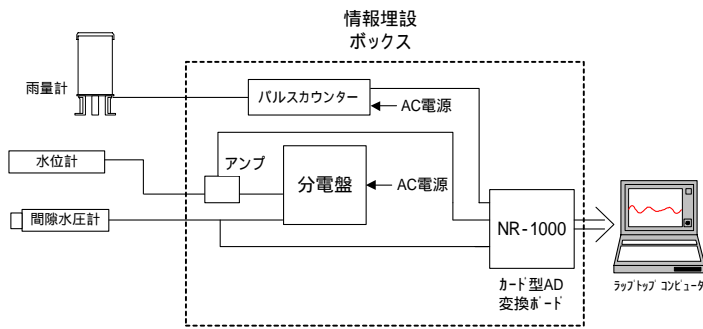 情報埋設
ボックス
雨量計
パルスカウンター
AC電源
水位計
アンプ
分電盤
AC電源
間隙水圧計
NR-1000
ｶｰﾄﾞ型AD
変換ﾎﾞｰﾄﾞ
ﾗｯﾌﾟﾄｯﾌﾟ ｺﾝﾋﾟｭｰﾀ